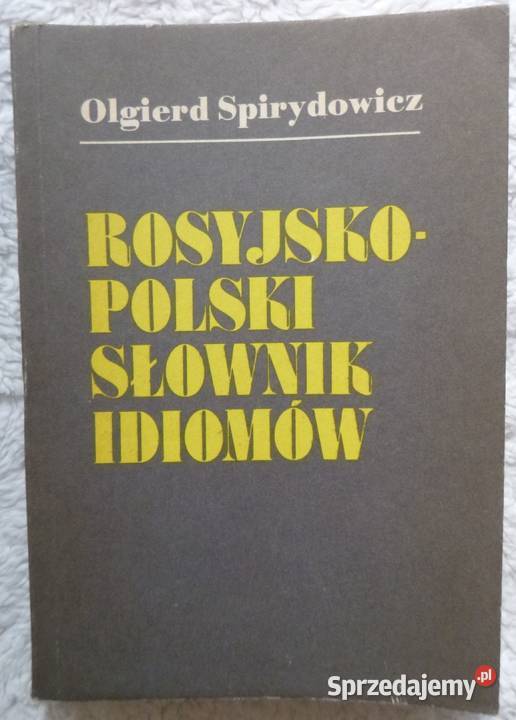 Olgierd Spirydowicz
ROSYJSKO-
POLSKI
SŁOWNIK
IDIOMÓW
Sprzedajemy.pl